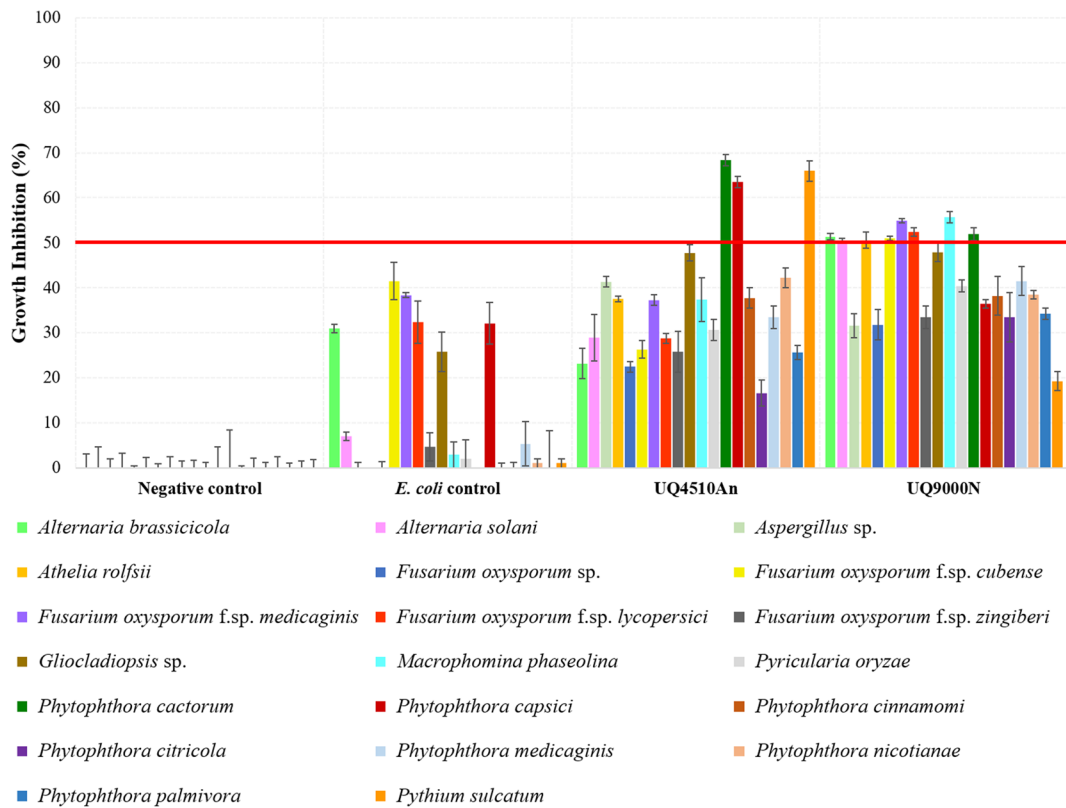 100
90
80
70
60
50
40
30
20
10
0
Growth Inhibition (%)
Negative control E. coli control UQ4510An UQ9000N
Alternaria brassicicola Alternaria solani Aspergillus sp.
Athelia rolfsii Fusarium oxysporum sp. Fusarium oxysporum f.sp. cubense
Fusarium oxysporum f.sp. medicaginis Fusarium oxysporum f.sp. lycopersici Fusarium oxysporum f.sp. zingiberi
Gliocladiopsis sp. Macrophomina phaseolina Pyricularia oryzae
Phytophthora cactorum Phytophthora capsici Phytophthora cinnamomi
Phytophthora citricola Phytophthora medicaginis Phytophthora nicotianae
Phytophthora palmivora Pythium sulcatum